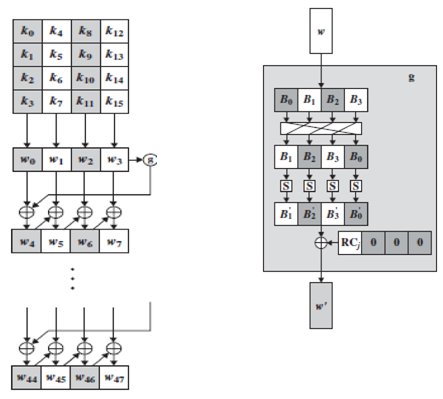 k0 k4 k8 k12
k1 k5 k9 k13
k2 k6 k10 k14
k3 k7 k11 k15
w0 w1 w2 w3 g
w4 w5 w6 w7
w44 w45 w46 w47
w
g
B0 B1 B2 B3
B1 B2 B3 B0
S S S S
B'1 B'2 B'3 B'0
RCj 0 0 0
w'